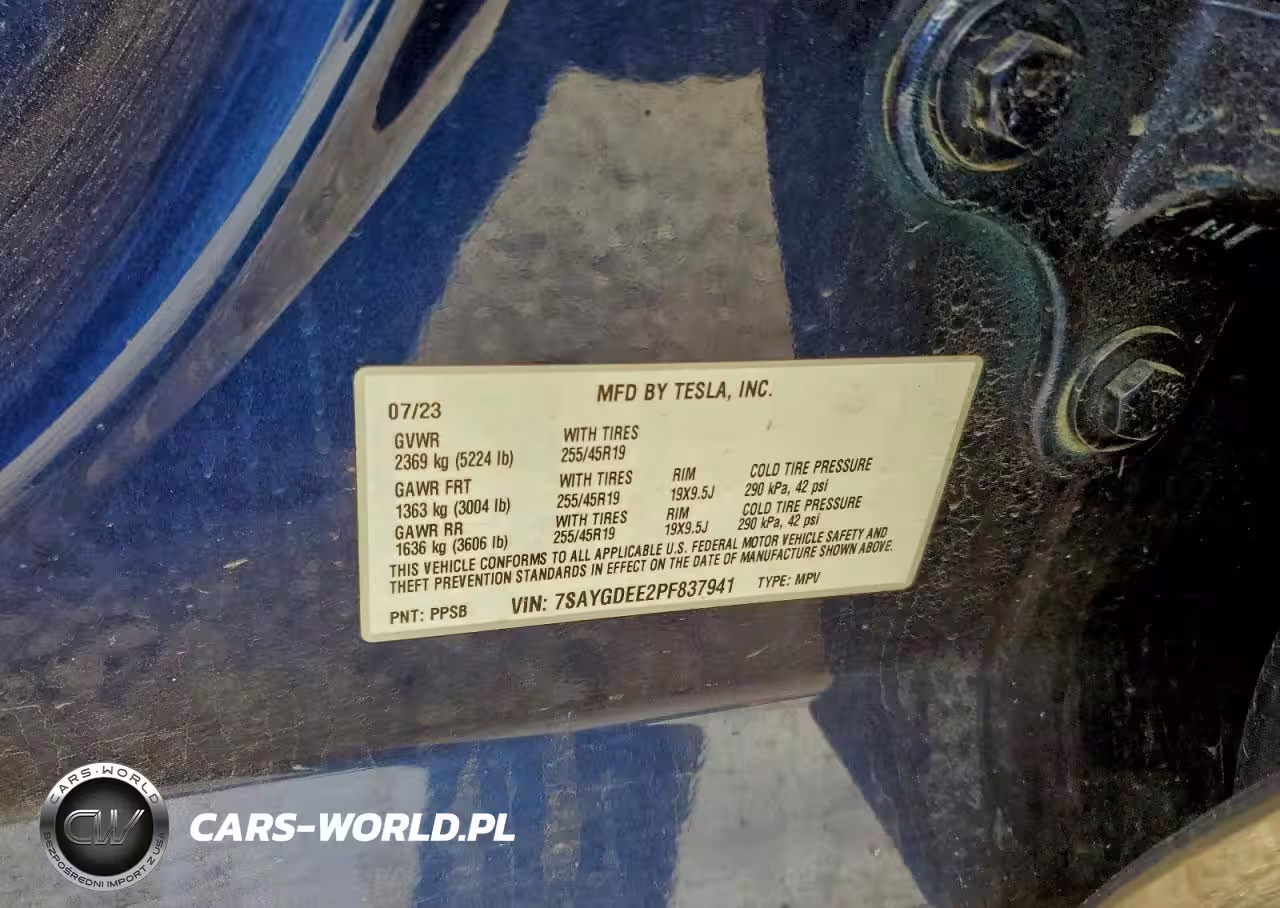 MFD BY TESLA, INC.
07/23
GVWR
2369 kg (5224 lb)
WITH TIRES
255/45R19
GAWR FRT
1363 kg (3004 lb)
WITH TIRES
255/45R19
RIM
19X9.5J
COLD TIRE PRESSURE
290 kPa, 42 psi
GAWR RR
1636 kg (3606 lb)
WITH TIRES
255/45R19
RIM
19X9.5J
COLD TIRE PRESSURE
290 kPa, 42 psi
THIS VEHICLE CONFORMS TO ALL APPLICABLE U.S. FEDERAL MOTOR VEHICLE SAFETY AND
THEFT PREVENTION STANDARDS IN EFFECT ON THE DATE OF MANUFACTURE SHOWN ABOVE.
PNT: PPSB VIN: 7SAYGDEE2PF837941 TYPE: MPV
CARS-WORLD
CW
BEZPOŚREDNI IMPORT Z USA
CARS-WORLD.PL